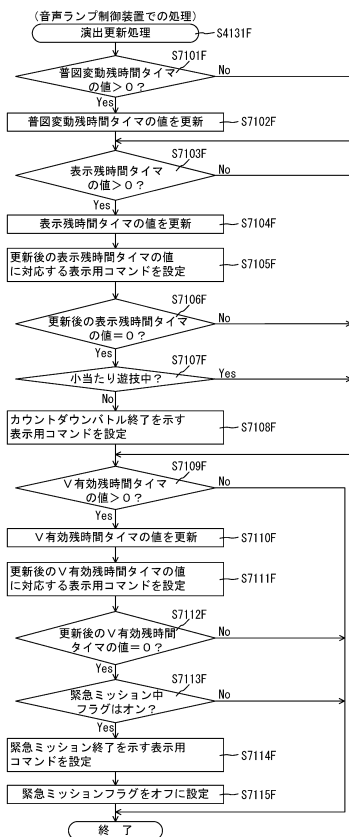 （音声ランプ制御装置での処理）
演出更新処理
S4131F
S7101F
普図変動残時間タイマ
の値＞０？
No
Yes
普図変動残時間タイマの値を更新
S7102F
S7103F
表示残時間タイマ
の値＞０？
No
Yes
表示残時間タイマの値を更新
S7104F
更新後の表示残時間タイマの値
に対応する表示用コマンドを設定
S7105F
S7106F
更新後の表示残時間タイマ
の値＝０？
No
Yes
S7107F
小当たり遊技中？
Yes
No
カウントダウンバトル終了を示す
表示用コマンドを設定
S7108F
S7109F
Ｖ有効残時間タイマ
の値＞０？
No
Yes
Ｖ有効残時間タイマの値を更新
S7110F
更新後のＶ有効残時間タイマの値
に対応する表示用コマンドを設定
S7111F
S7112F
更新後のＶ有効残時間
タイマの値＝０？
No
Yes
S7113F
緊急ミッション中
フラグはオン？
No
Yes
緊急ミッション終了を示す表示用
コマンドを設定
S7114F
緊急ミッションフラグをオフに設定
S7115F
終 了